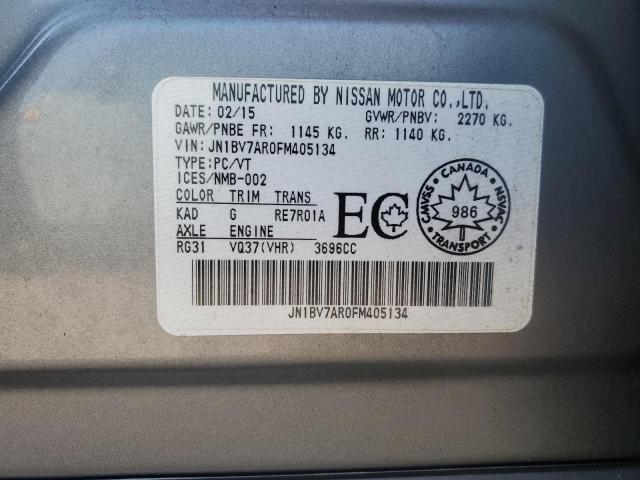 MANUFACTURED BY NISSAN MOTOR CO.,LTD.
DATE: 02/15 GVWR/PNBV: 2270 KG.
GAWR/PNBE FR: 1145 KG. RR: 1140 KG.
VIN: JN1BV7AR0FM405134
TYPE: PC/VT
ICES/NMB-002
COLOR TRIM TRANS
KAD G RE7R01A
AXLE ENGINE
RG31 VQ37(VHR) 3696CC
EC
CANADA
CMVSS 986 NSVAC
TRANSPORT
JN1BV7AR0FM405134